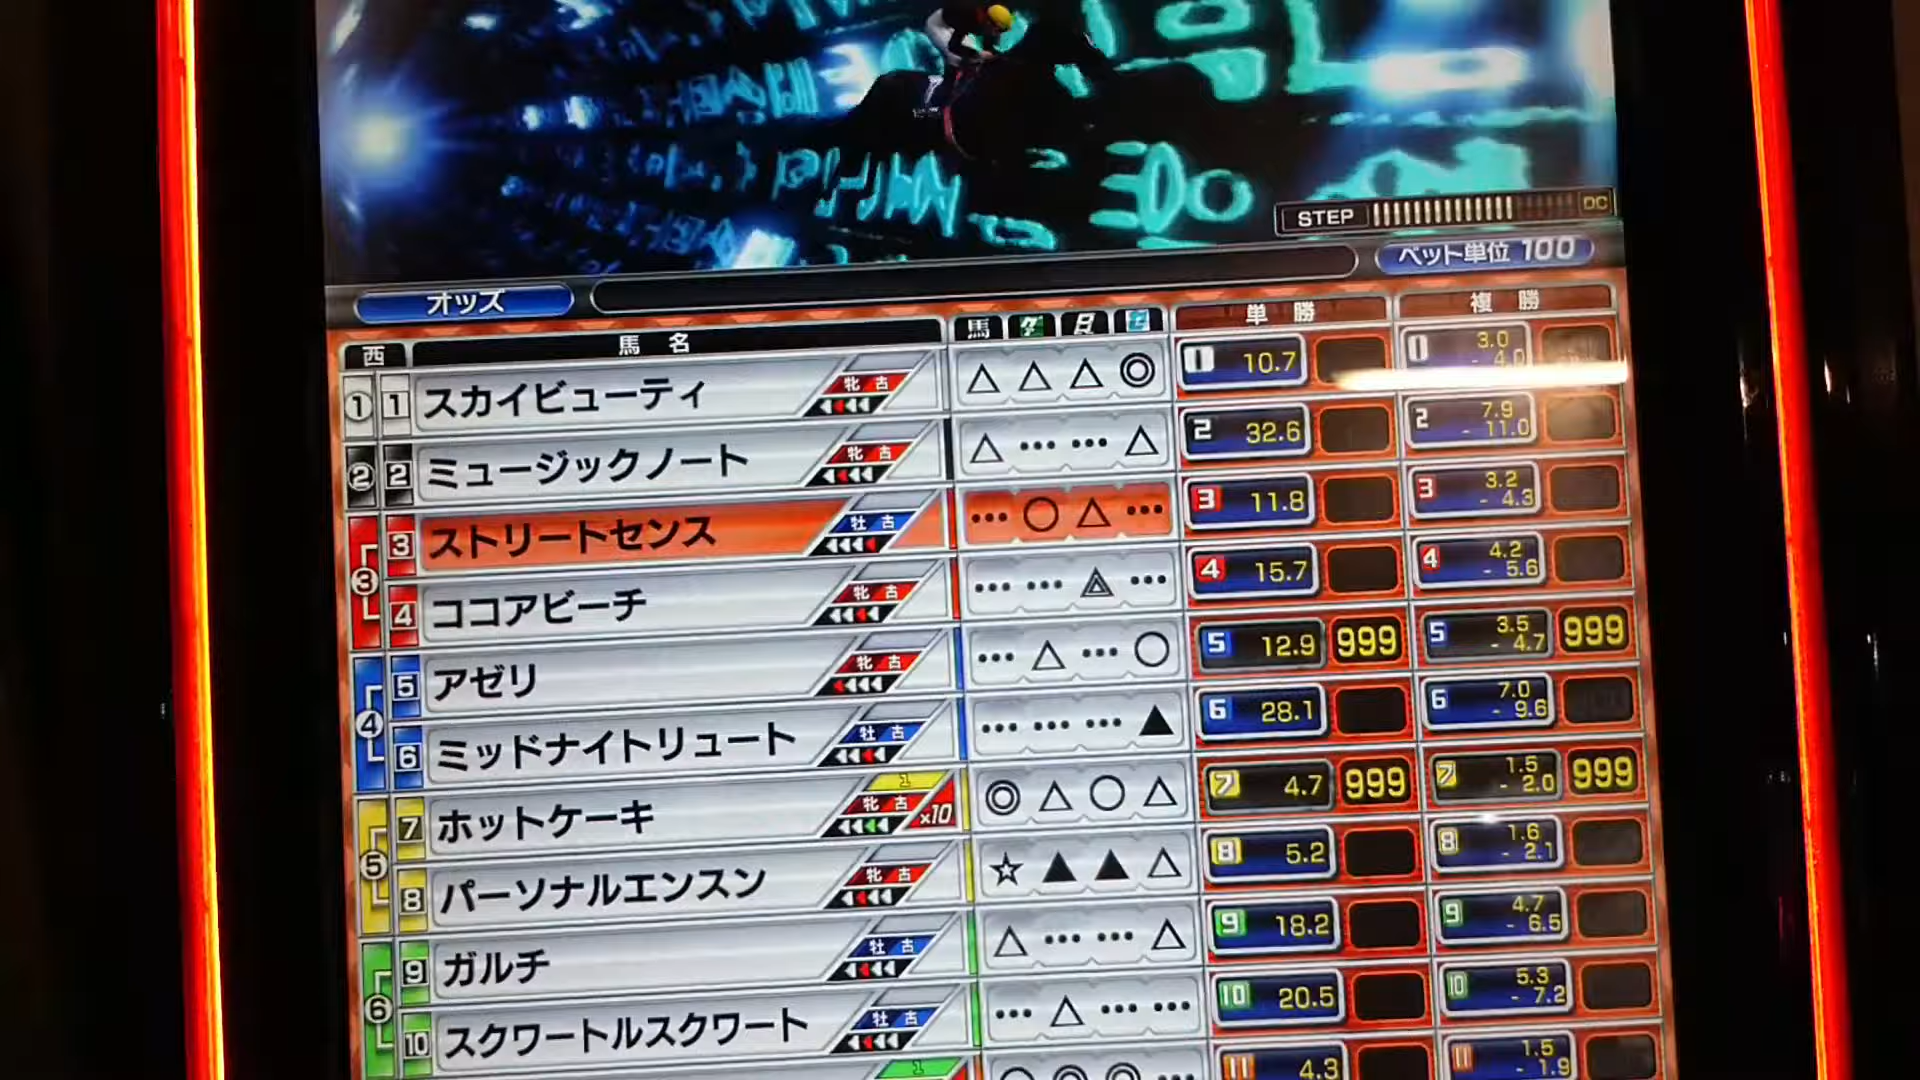 STEP DC
ベット単位 100
オッズ
西 馬名 馬 日 単勝 複勝
1 1 スカイビューティ 牝 古 △ △ △ ◎ 1 10.7 1 3.0 - 4.0
2 2 ミュージックノート 牝 古 △ … … △ 2 32.6 2 7.9 - 11.0
3 3 ストリートセンス 牡 古 … ○ △ … 3 11.8 3 3.2 - 4.3
4 ココアビーチ 牝 古 … … … 4 15.7 4 4.2 - 5.6
4 5 アゼリ 牝 古 … △ … ○ 5 12.9 999 5 3.5 - 4.7 999
6 ミッドナイトリュート 牡 古 … … … ▲ 6 28.1 6 7.0 - 9.6
5 7 ホットケーキ 1 牝 古 x10 ◎ △ ○ △ 7 4.7 999 7 1.5 - 2.0 999
8 パーソナルエンスン 牝 古 ☆ ▲ ▲ △ 8 5.2 8 1.6 - 2.1
6 9 ガルチ 牡 古 △ … … △ 9 18.2 9 4.7 - 6.5
10 スクワートルスクワート 牡 古 … △ … … 10 20.5 10 5.3 - 7.2
1 11 4.3 11 1.5 - 1.9